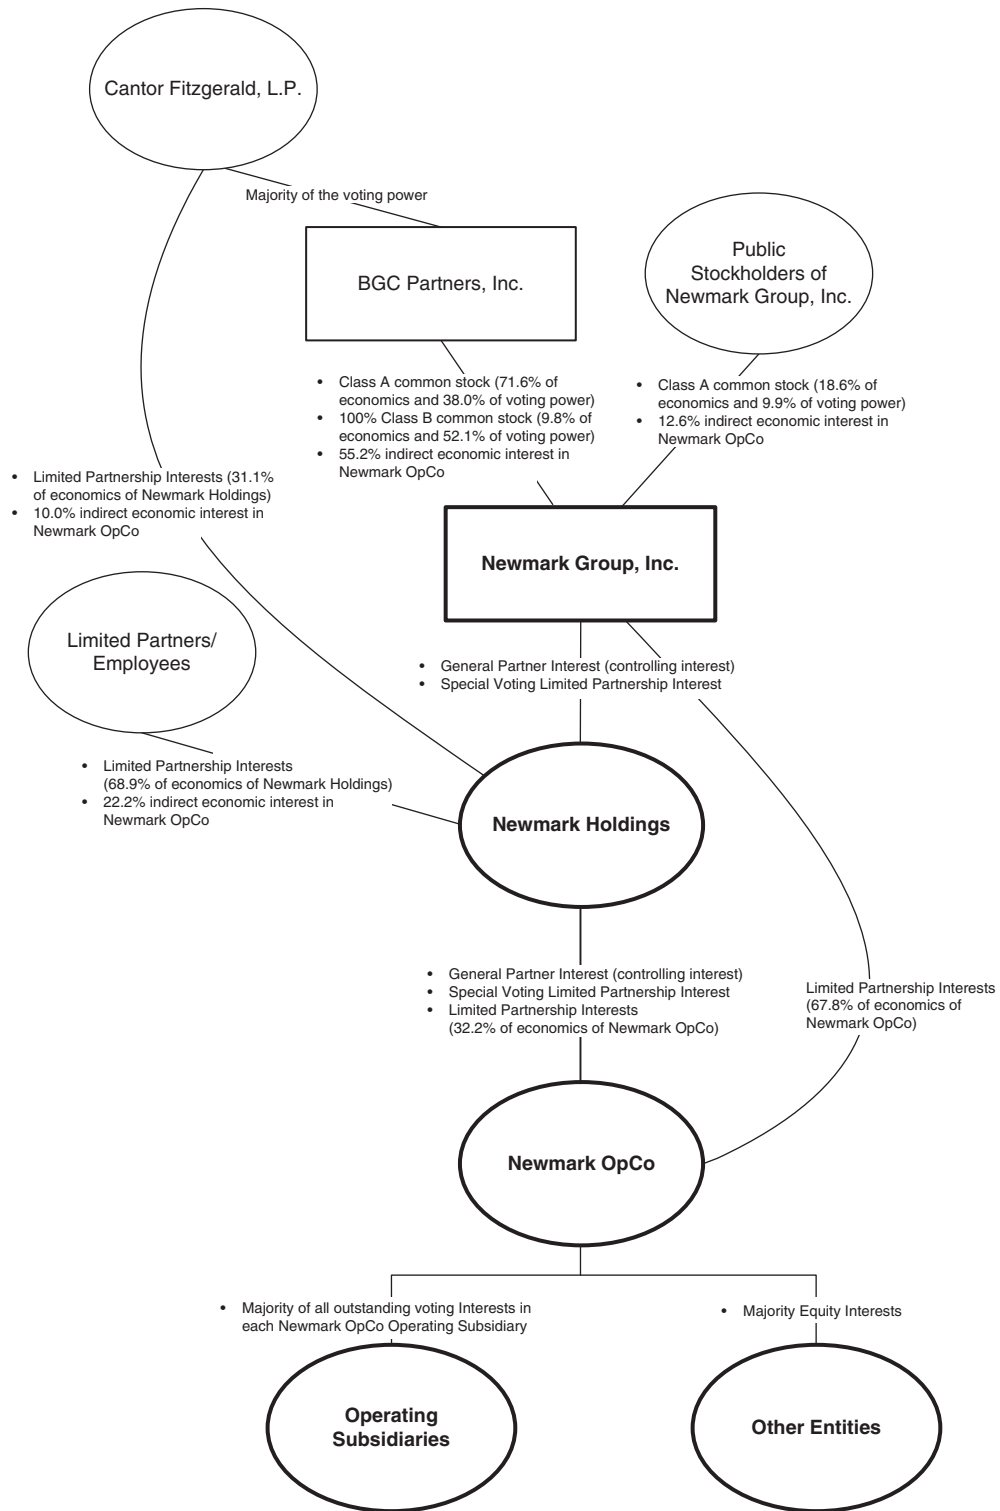 Cantor Fitzgerald, L.P.
Majority of the voting power
BGC Partners, Inc.
Public
Stockholders of
Newmark Group, Inc.
• Class A common stock (71.6% of
economics and 38.0% of voting power)
• 100% Class B common stock (9.8% of
economics and 52.1% of voting power)
• 55.2% indirect economic interest in
Newmark OpCo
• Class A common stock (18.6% of
economics and 9.9% of voting power)
• 12.6% indirect economic interest in
Newmark OpCo
• Limited Partnership Interests (31.1%
of economics of Newmark Holdings)
• 10.0% indirect economic interest in
Newmark OpCo
Newmark Group, Inc.
Limited Partners/
Employees
• General Partner Interest (controlling interest)
• Special Voting Limited Partnership Interest
• Limited Partnership Interests
(68.9% of economics of Newmark Holdings)
• 22.2% indirect economic interest in
Newmark OpCo
Newmark Holdings
• General Partner Interest (controlling interest)
• Special Voting Limited Partnership Interest
• Limited Partnership Interests
(32.2% of economics of Newmark OpCo)
Limited Partnership Interests
(67.8% of economics of
Newmark OpCo)
Newmark OpCo
• Majority of all outstanding voting Interests in
each Newmark OpCo Operating Subsidiary
• Majority Equity Interests
Operating
Subsidiaries
Other Entities